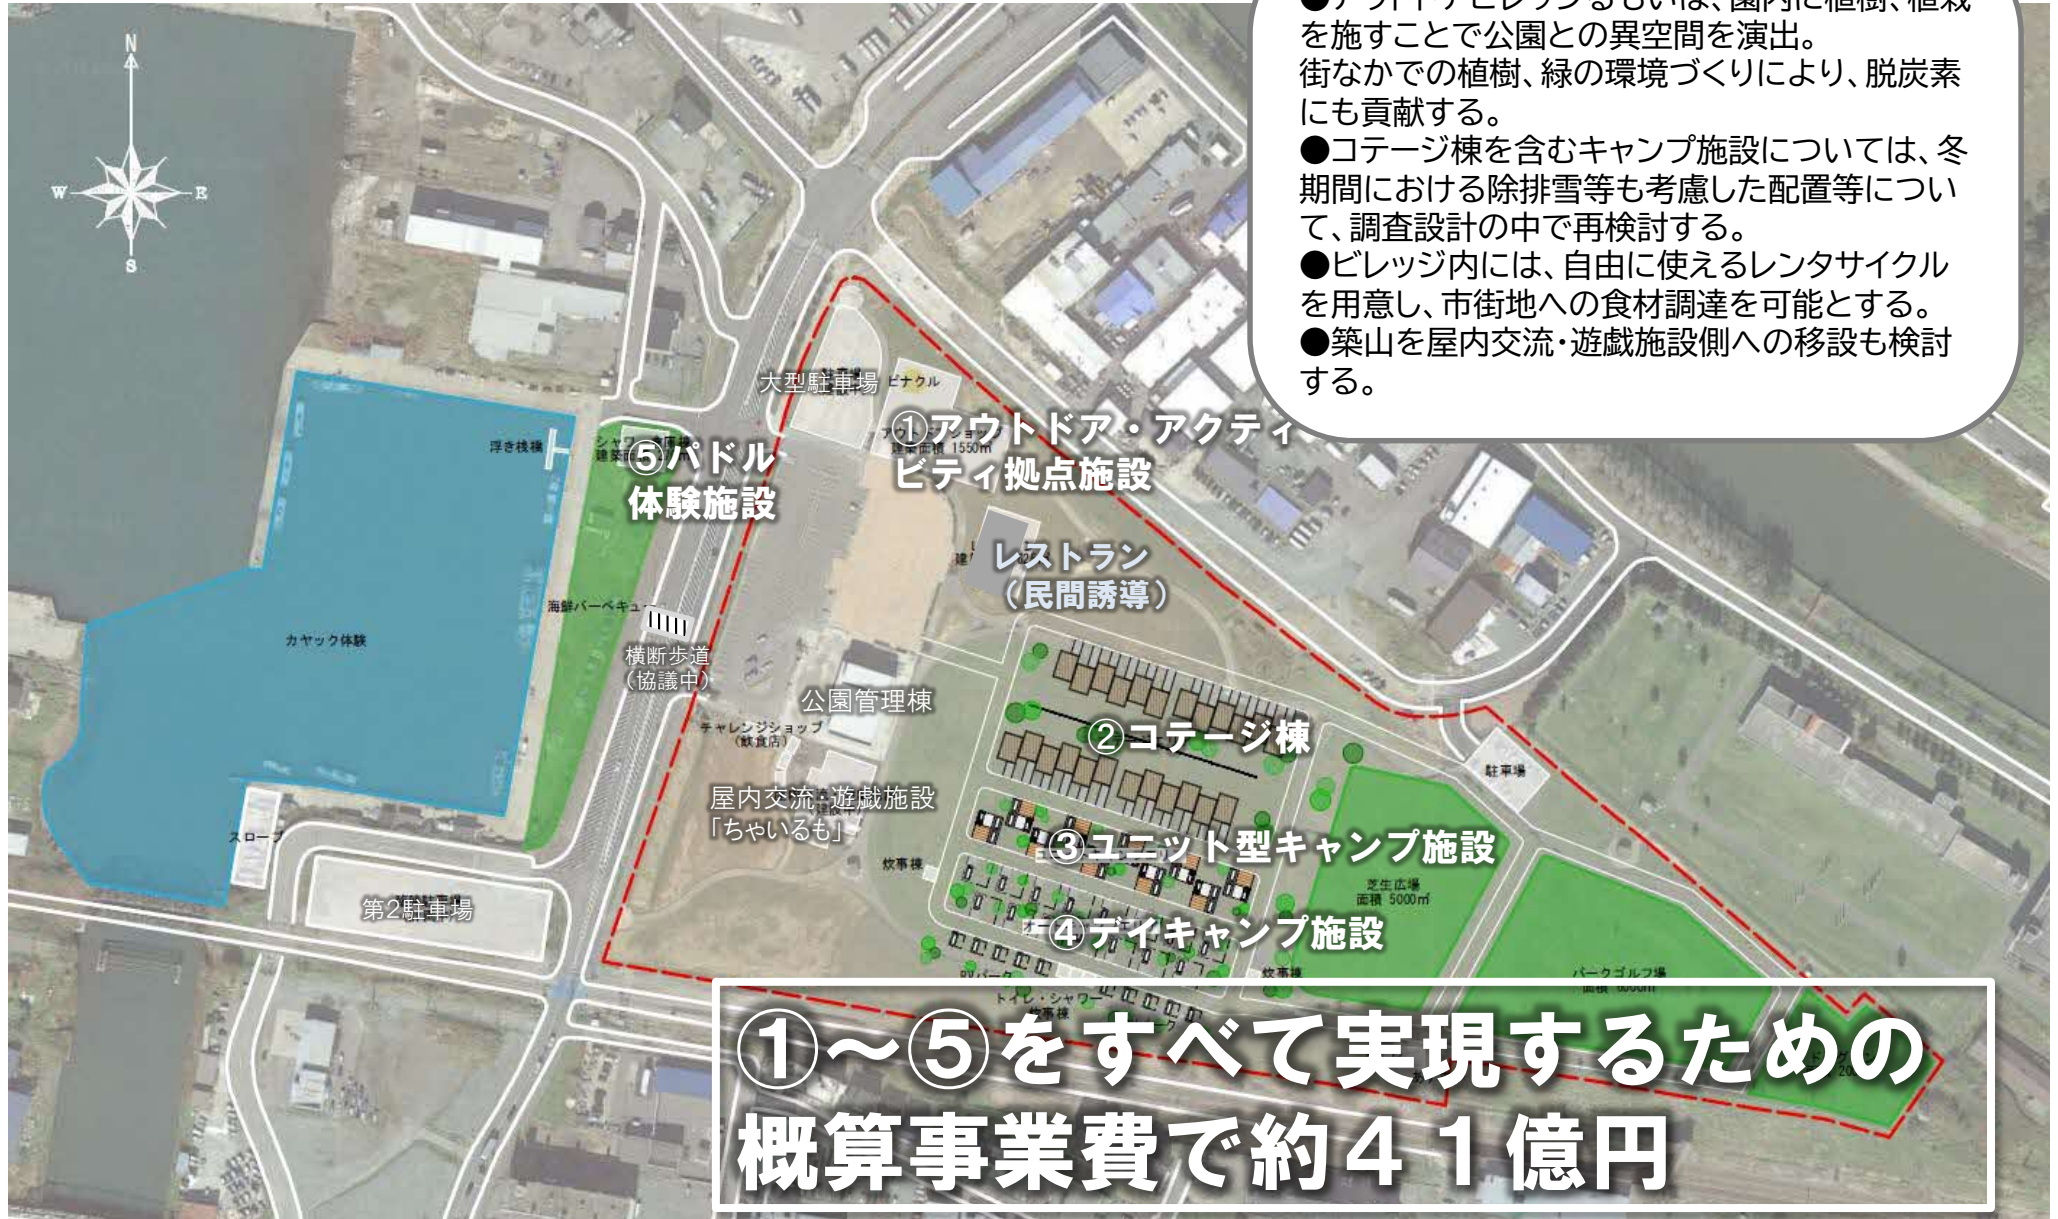 を施すことで公園との異空間を演出。
街なかでの植樹、緑の環境づくりにより、脱炭素
にも貢献する。
●コテージ棟を含むキャンプ施設については、冬
期間における除排雪等も考慮した配置等につい
て、調査設計の中で再検討する。
●ビレッジ内には、自由に使えるレンタサイクル
を用意し、市街地への食材調達を可能とする。
●築山を屋内交流・遊戯施設側への移設も検討
する。
N
W
E
S
大型駐車場
ピナクル
①アウトドア・アクティ
ビティ拠点施設
建築面積 1550㎡
浮き桟橋
⑤パドル
体験施設
レストラン
（民間誘導）
海鮮バーベキュー
カヤック体験
横断歩道
（協議中）
公園管理棟
チャレンジショップ
（飲食店）
②コテージ棟
駐車場
屋内交流・遊戯施設
「ちゃいるも」
スロープ
炊事棟
③ユニット型キャンプ施設
芝生広場
面積 5000㎡
第2駐車場
④デイキャンプ施設
RVパーク
炊事棟
パークゴルフ場
トイレ・シャワー
炊事棟
①～⑤をすべて実現するための
概算事業費で約４１億円